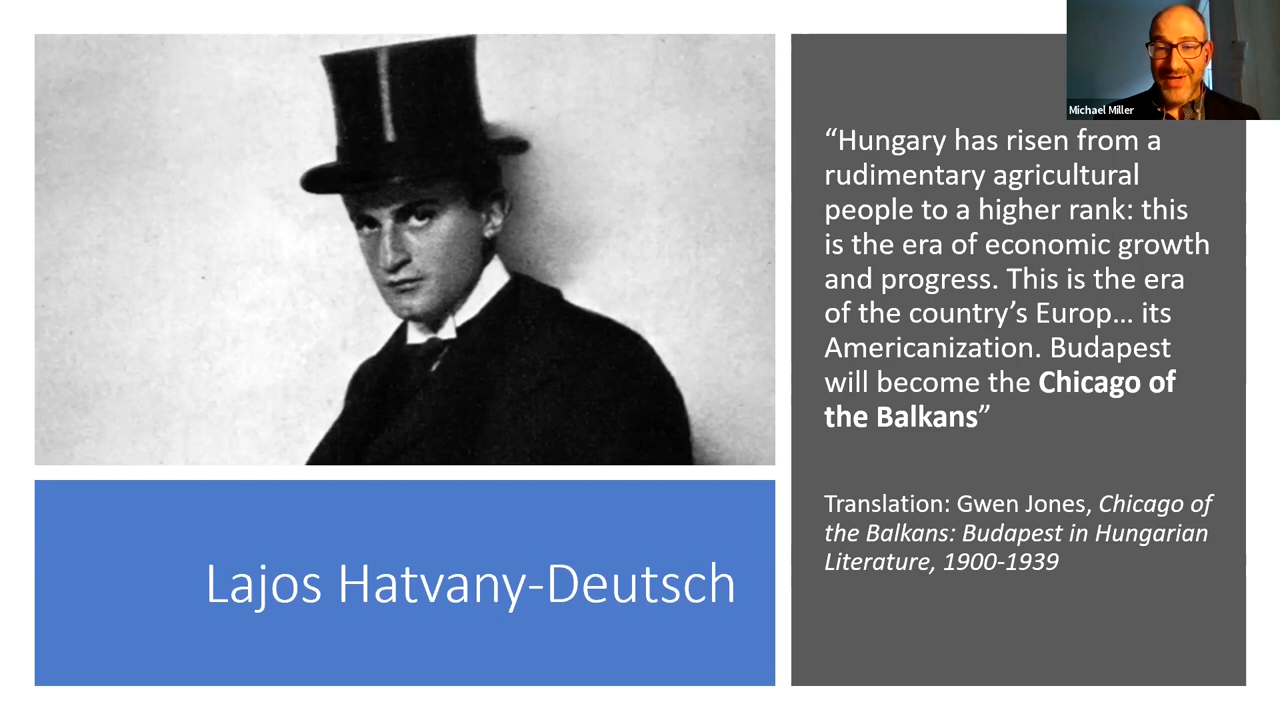 Michael Miller
“Hungary has risen from a
rudimentary agricultural
people to a higher rank: this
is the era of economic growth
and progress. This is the era
of the country’s Europ... its
Americanization. Budapest
will become the Chicago of
the Balkans”
Translation: Gwen Jones, Chicago of
the Balkans: Budapest in Hungarian
Literature, 1900-1939
Lajos Hatvany-Deutsch